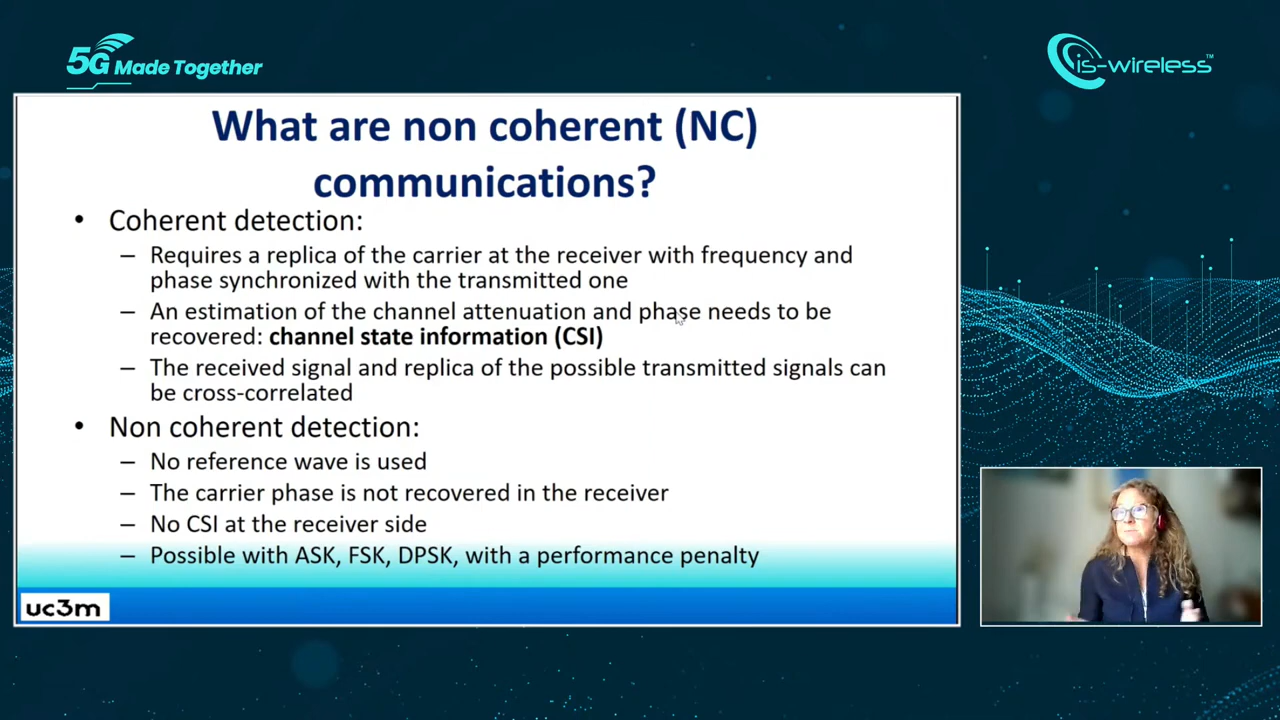 5G Made Together
is-wireless™
What are non coherent (NC)
communications?
• Coherent detection:
– Requires a replica of the carrier at the receiver with frequency and
phase synchronized with the transmitted one
– An estimation of the channel attenuation and phase needs to be
recovered: channel state information (CSI)
– The received signal and replica of the possible transmitted signals can
be cross-correlated
• Non coherent detection:
– No reference wave is used
– The carrier phase is not recovered in the receiver
– No CSI at the receiver side
– Possible with ASK, FSK, DPSK, with a performance penalty
uc3m